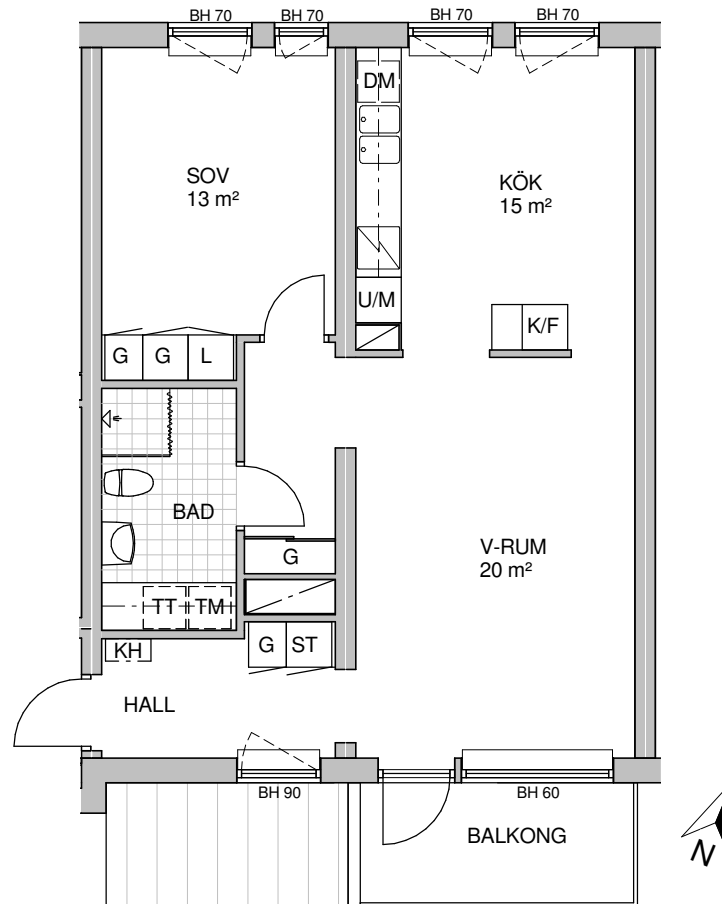 BH 70
BH 70
BH 70
BH 70
DM
SOV
13 m²
KÖK
15 m²
U/M
K/F
G
G
L
BAD
V-RUM
20 m²
G
TT
TM
KH
G
ST
HALL
BH 90
BH 60
BALKONG
N